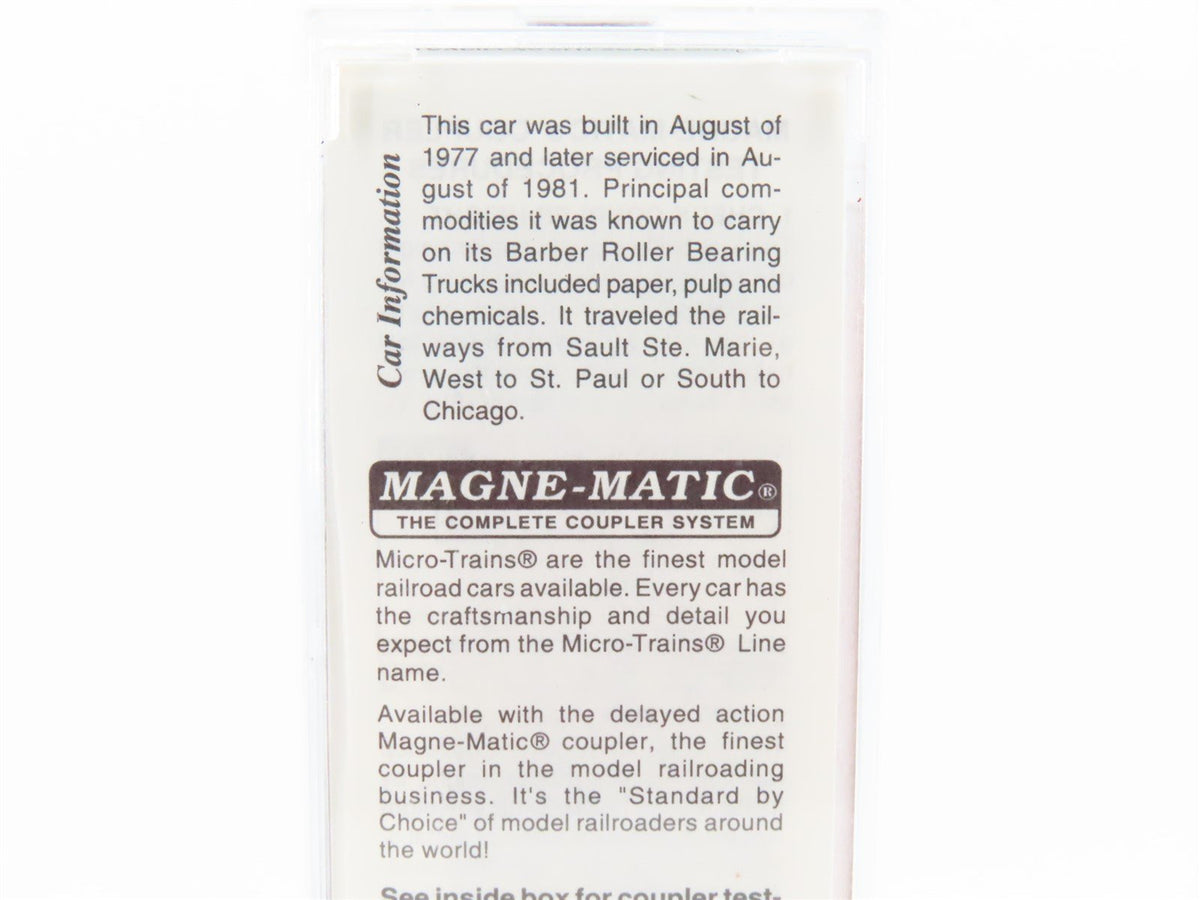 Car Information
This car was built in August of
1977 and later serviced in Au-
gust of 1981. Principal com-
modities it was known to carry
on its Barber Roller Bearing
Trucks included paper, pulp and
chemicals. It traveled the rail-
ways from Sault Ste. Marie,
West to St. Paul or South to
Chicago.
MAGNE-MATIC®
THE COMPLETE COUPLER SYSTEM
Micro-Trains® are the finest model
railroad cars available. Every car has
the craftsmanship and detail you
expect from the Micro-Trains® Line
name.
Available with the delayed action
Magne-Matic® coupler, the finest
coupler in the model railroading
business. It's the "Standard by
Choice" of model railroaders around
the world!
See inside box for coupler test-